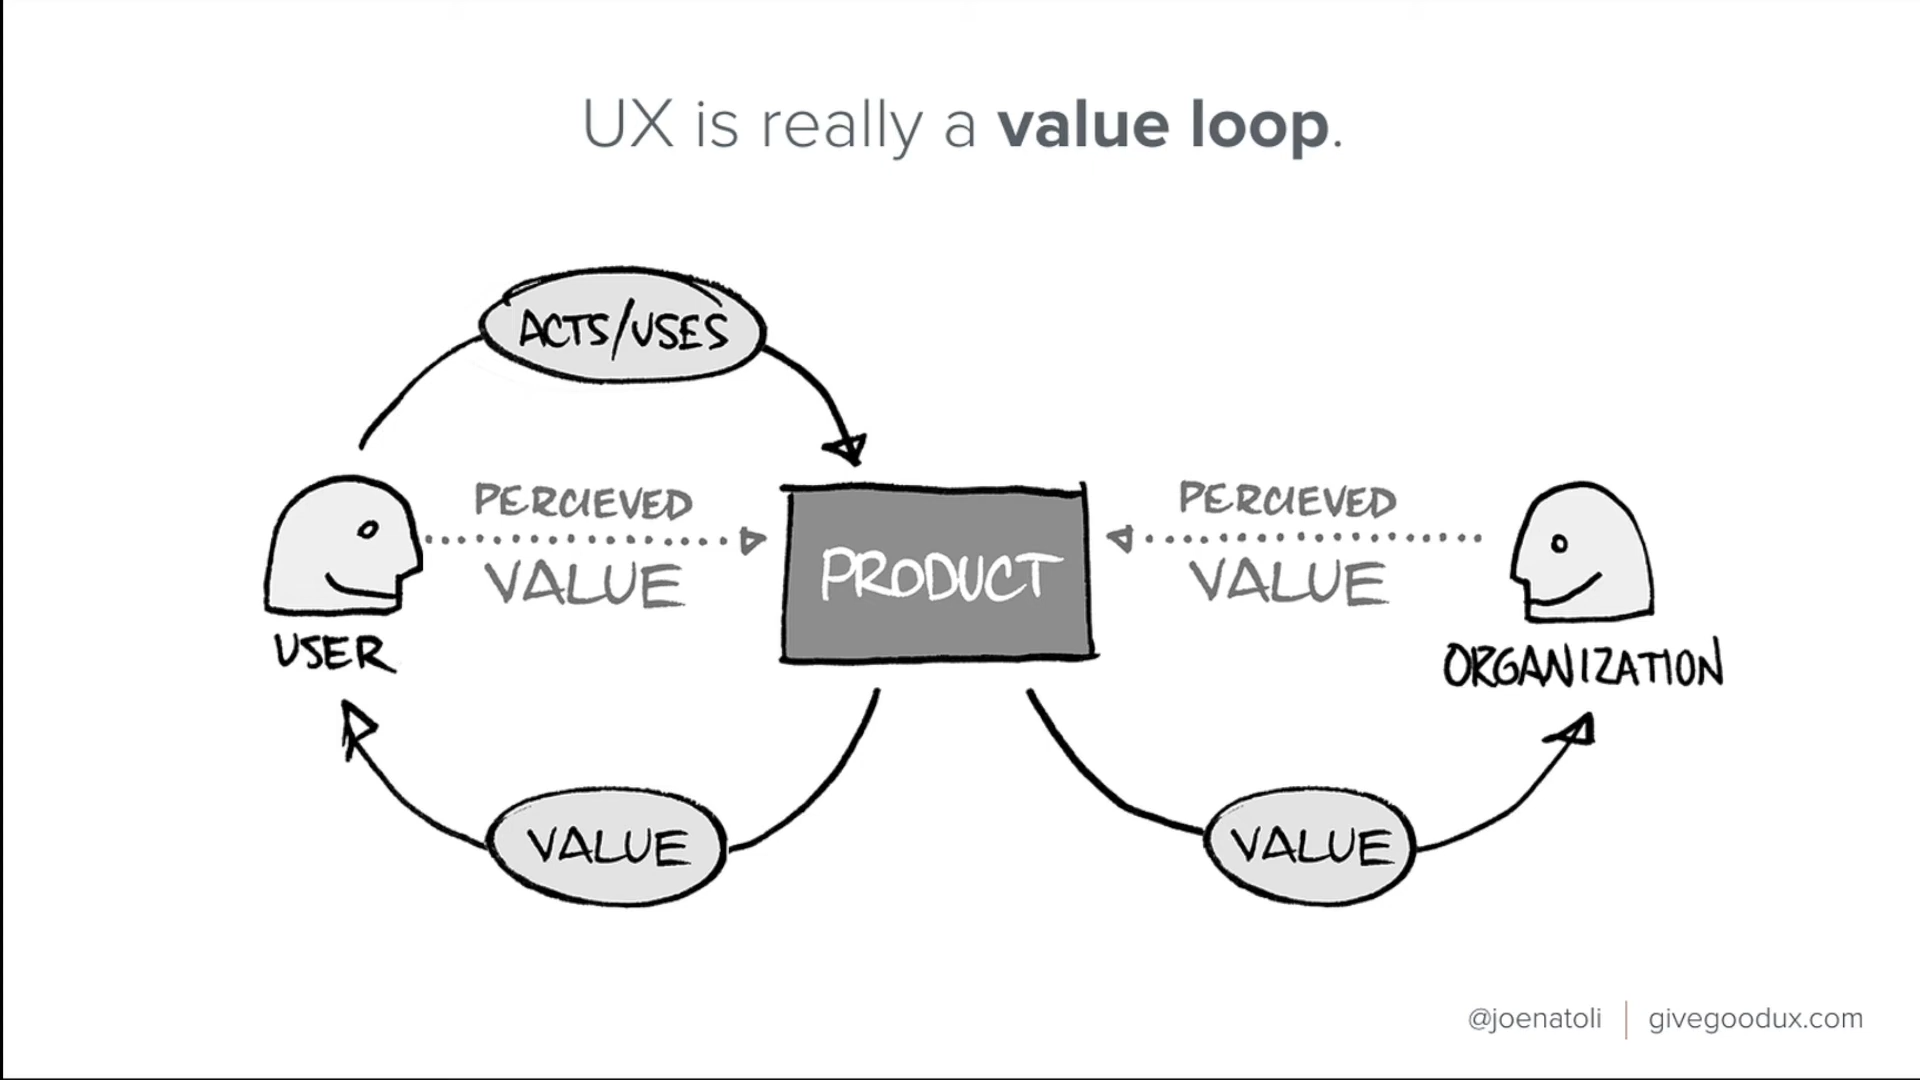 UX is really a value loop.
ACTS/USES
PERCIEVED
VALUE
PRODUCT
PERCIEVED
VALUE
USER
ORGANIZATION
VALUE
VALUE
@joenatoli | givegoodux.com